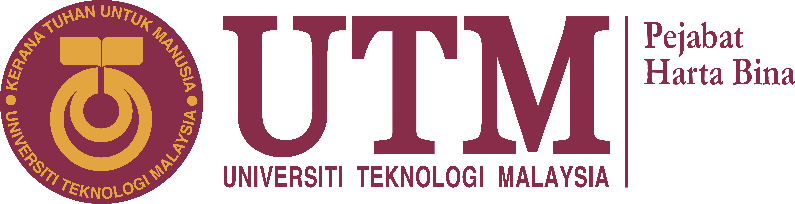 KERANA TUHAN UNTUK MANUSIA
UNIVERSITI TEKNOLOGI MALAYSIA
UTM
UNIVERSITI TEKNOLOGI MALAYSIA
Pejabat
Harta Bina